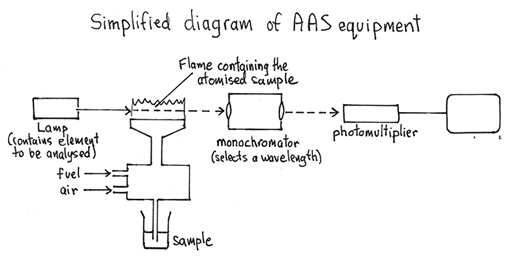 Simplified diagram of AAS equipment
Flame containing the
atomised sample
Lamp
(contains element
to be analysed)
monochromator
(selects a wavelength)
photomultiplier
fuel
air
sample